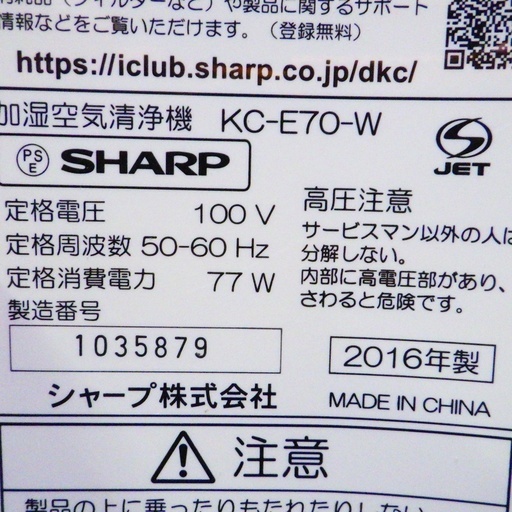 や製品に関するサポート
情報などをご覧いただけます。(登録無料)
https://iclub.sharp.co.jp/dkc/
加湿空気清浄機 KC-E70-W
PS
E
SHARP
JET
定格電圧 100 V
定格周波数 50-60 Hz
定格消費電力 77 W
製造番号
1035879
高圧注意
サービスマン以外の人は
分解しない。
内部に高電圧部があり、
さわると危険です。
2016年製
シャープ株式会社
MADE IN CHINA
注意
製品の上に乗ったりもたれたりしない